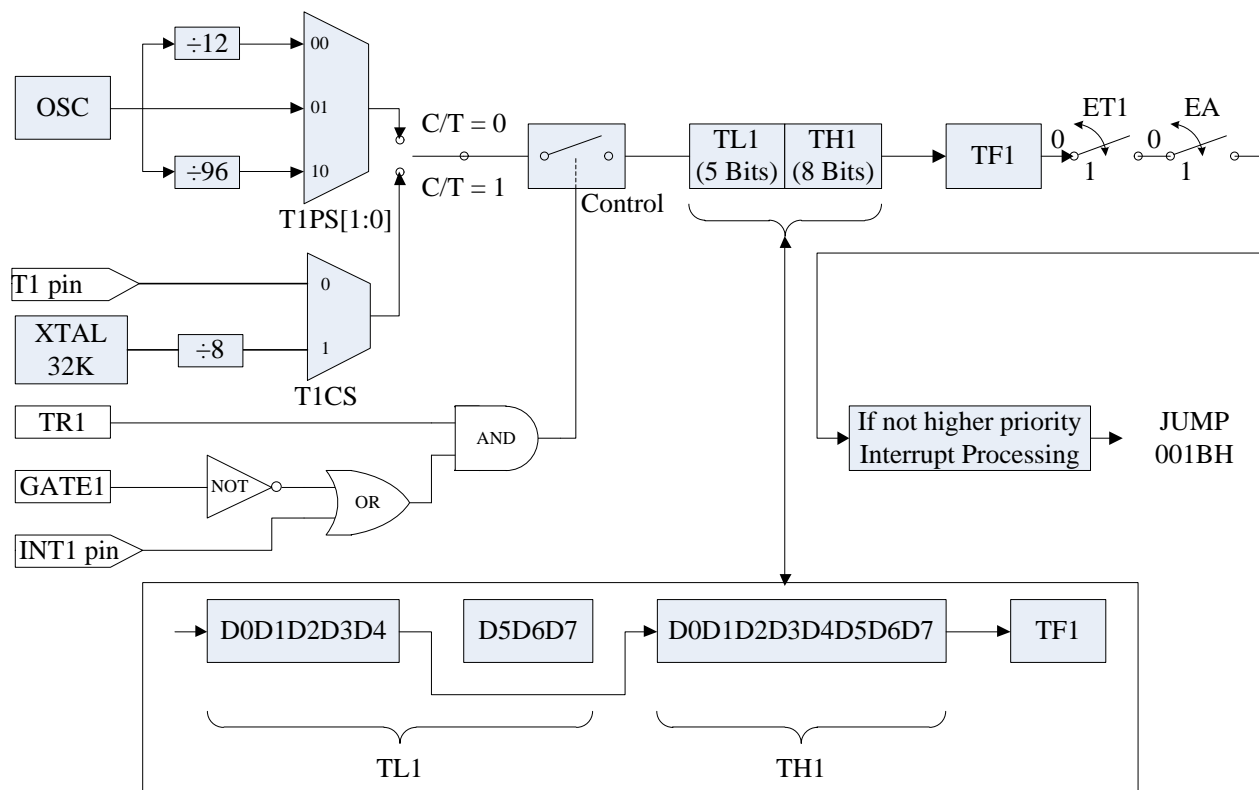 OSC
÷12
÷96
00
01
10
T1PS[1:0]
C/T = 0
C/T = 1
Control
TL1
(5 Bits)
TH1
(8 Bits)
TF1
ET1
0
1
EA
0
1
T1 pin
XTAL
32K
÷8
0
1
T1CS
TR1
GATE1
INT1 pin
NOT
OR
AND
If not higher priority
Interrupt Processing
JUMP
001BH
D0D1D2D3D4
D5D6D7
D0D1D2D3D4D5D6D7
TF1
TL1
TH1